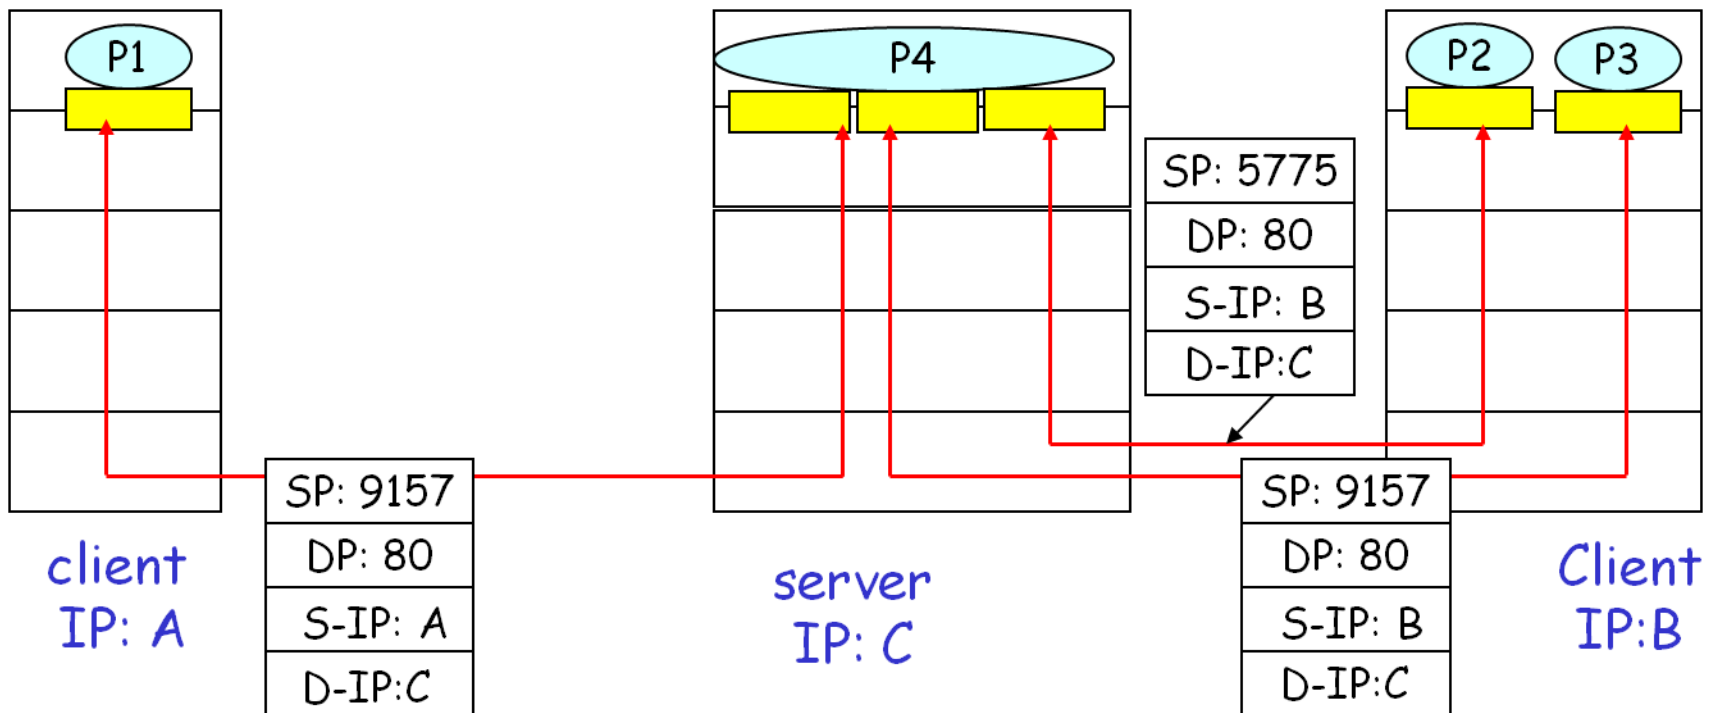 P1
P4
P2
P3
SP: 5775
DP: 80
S-IP: B
D-IP:C
SP: 9157
DP: 80
S-IP: A
D-IP:C
SP: 9157
DP: 80
S-IP: B
D-IP:C
client
IP: A
server
IP: C
Client
IP:B